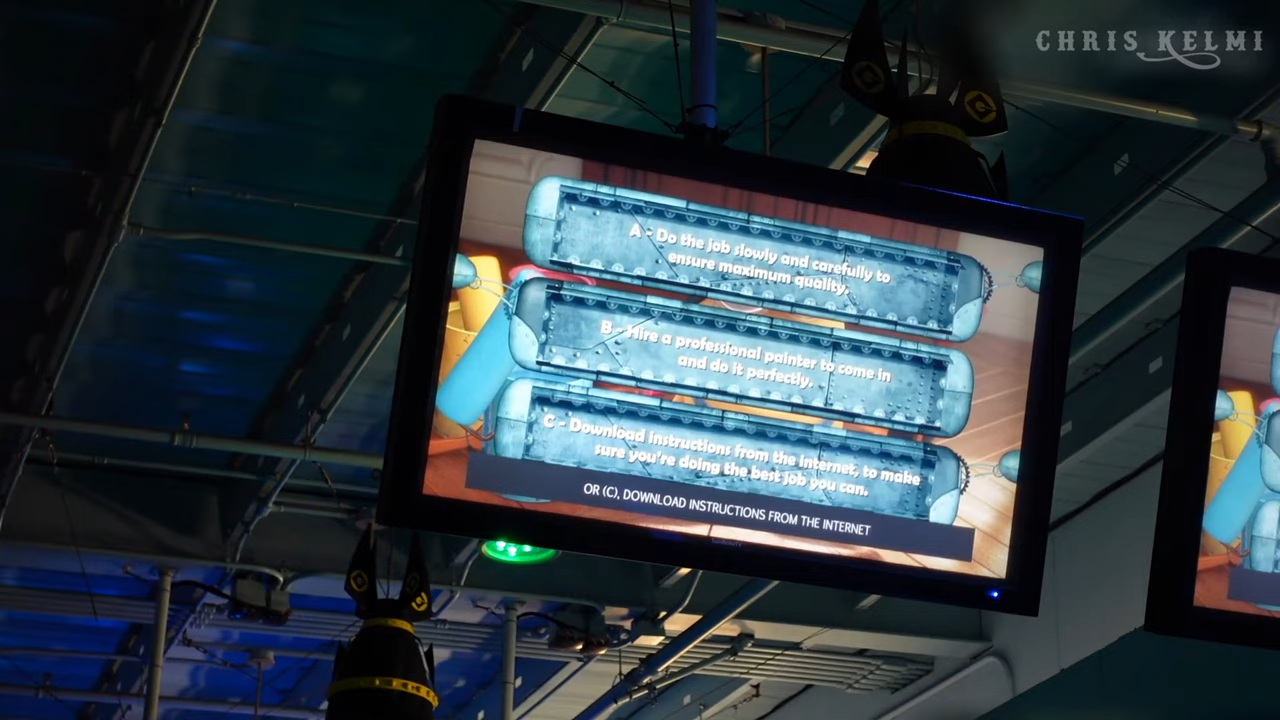 CHRIS KELMI
A - Do the job slowly and carefully to
ensure maximum quality.
B - Hire a professional painter to come in
and do it perfectly.
C - Download instructions from the internet, to make
sure you're doing the best job you can.
OR (C), DOWNLOAD INSTRUCTIONS FROM THE INTERNET